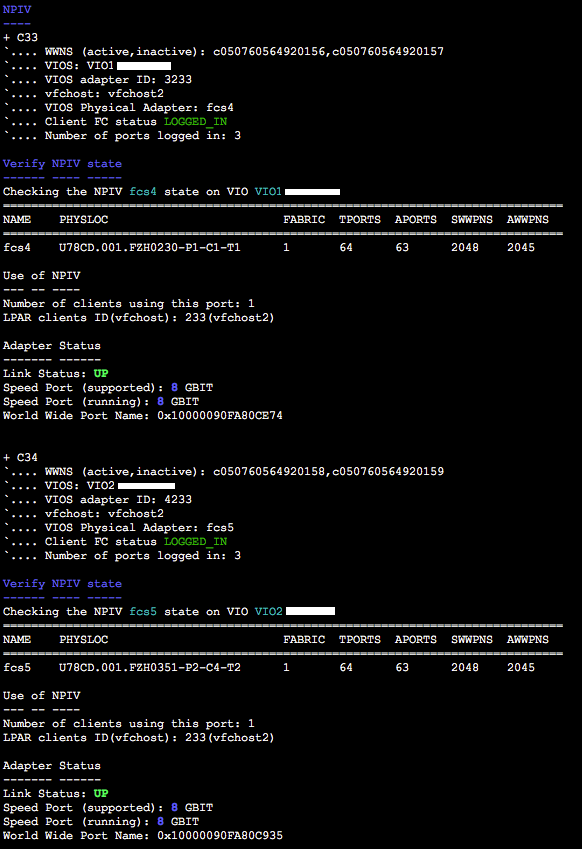 NPIV
----
+ C33
`.... WWNS (active,inactive): c050760564920156,c050760564920157
`.... VIOS: VIO1
`.... VIOS adapter ID: 3233
`.... vfchost: vfchost2
`.... VIOS Physical Adapter: fcs4
`.... Client FC status LOGGED_IN
`.... Number of ports logged in: 3
Verify NPIV state
------ ---- -----
Checking the NPIV fcs4 state on VIO VIO1
================================================================================
NAME    PHYSLOC                         FABRIC  TPORTS  APORTS  SWWPNS  AWWPNS
================================================================================
fcs4    U78CD.001.FZH0230-P1-C1-T1      1       64      63      2048    2045
Use of NPIV
--- -- ----
Number of clients using this port: 1
LPAR clients ID(vfchost): 233(vfchost2)
Adapter Status
------- ------
Link Status: UP
Speed Port (supported): 8 GBIT
Speed Port (running): 8 GBIT
World Wide Port Name: 0x10000090FA80CE74
+ C34
`.... WWNS (active,inactive): c050760564920158,c050760564920159
`.... VIOS: VIO2
`.... VIOS adapter ID: 4233
`.... vfchost: vfchost2
`.... VIOS Physical Adapter: fcs5
`.... Client FC status LOGGED_IN
`.... Number of ports logged in: 3
Verify NPIV state
------ ---- -----
Checking the NPIV fcs5 state on VIO VIO2
================================================================================
NAME    PHYSLOC                         FABRIC  TPORTS  APORTS  SWWPNS  AWWPNS
================================================================================
fcs5    U78CD.001.FZH0351-P2-C4-T2      1       64      63      2048    2045
Use of NPIV
--- -- ----
Number of clients using this port: 1
LPAR clients ID(vfchost): 233(vfchost2)
Adapter Status
------- ------
Link Status: UP
Speed Port (supported): 8 GBIT
Speed Port (running): 8 GBIT
World Wide Port Name: 0x10000090FA80C935